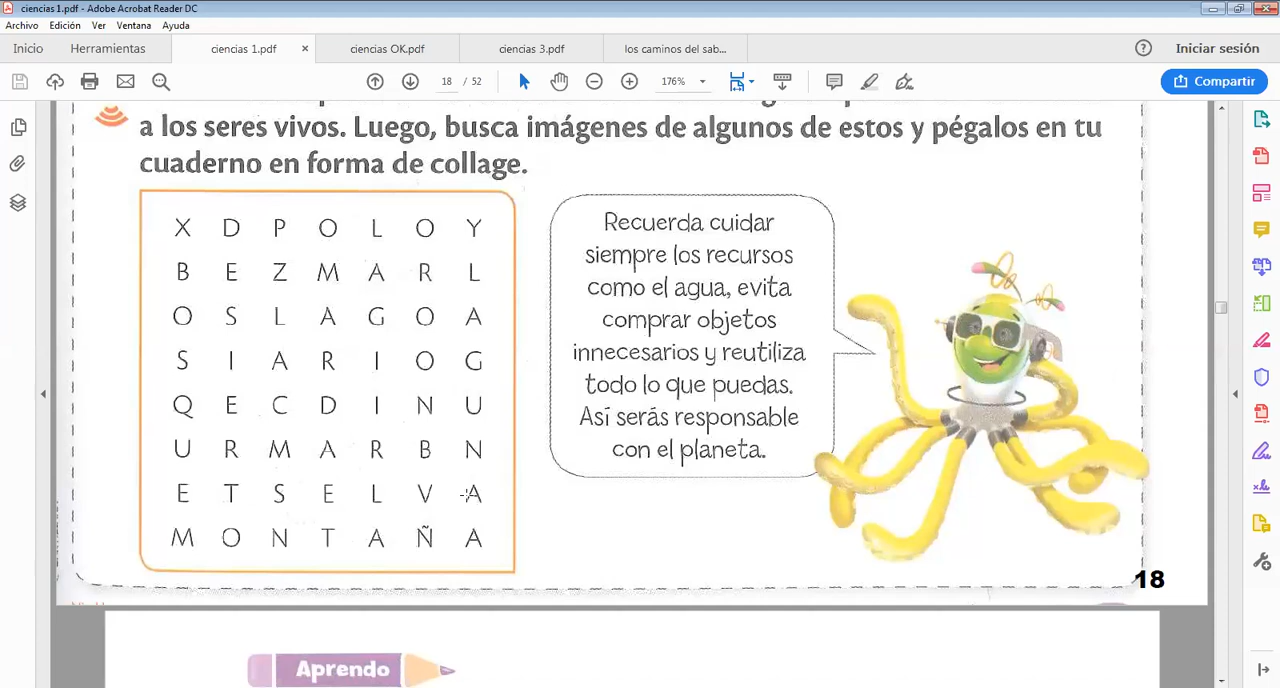 ciencias 1.pdf - Adobe Acrobat Reader DC
Archivo Edición Ver Ventana Ayuda
Inicio Herramientas ciencias 1.pdf × ciencias OK.pdf ciencias 3.pdf los caminos del sab... Iniciar sesión
18 / 52 176% Compartir
a los seres vivos. Luego, busca imágenes de algunos de estos y pégalos en tu
cuaderno en forma de collage.
X D P O L O Y
B E Z M A R L
O S L A G O A
S I A R I O G
Q E C D I N U
U R M A R B N
E T S E L V A
M O N T A Ñ A
Recuerda cuidar
siempre los recursos
como el agua, evita
comprar objetos
innecesarios y reutiliza
todo lo que puedas.
Así serás responsable
con el planeta.
18
Aprendo